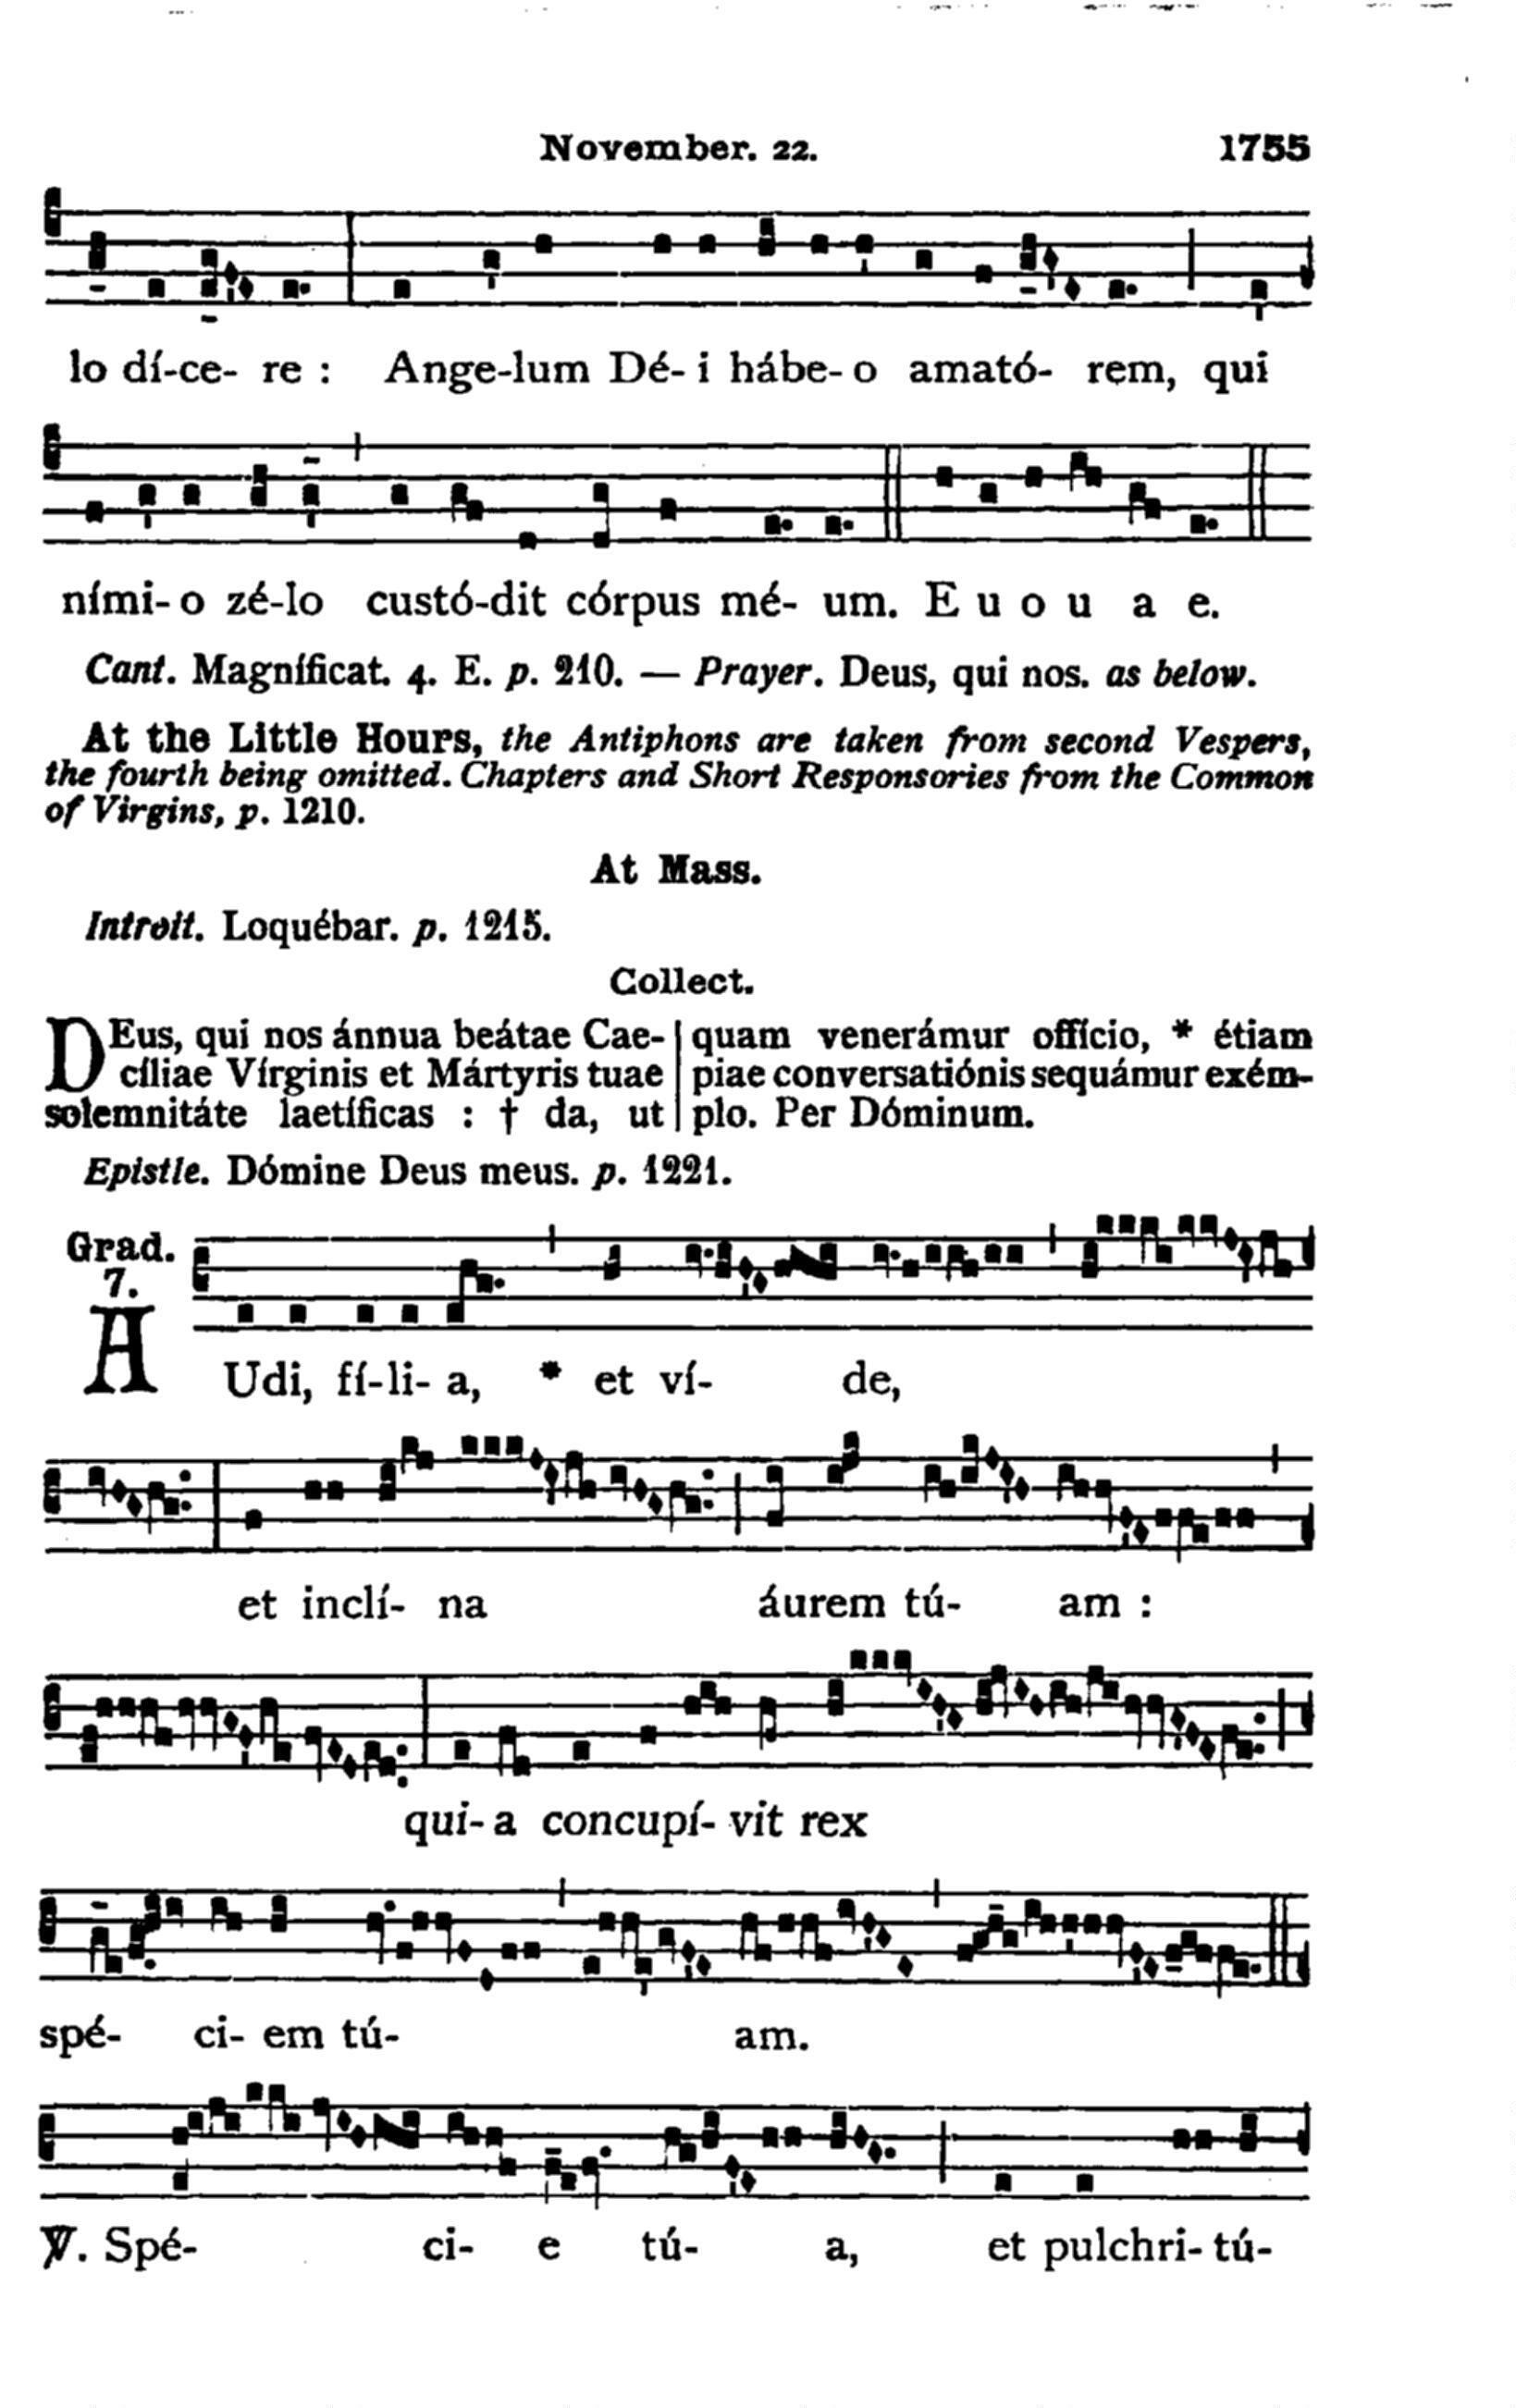 November. 22. 1755
lo dí-ce- re : Ange-lum Dé- i hábe- o amató- rem, qui
ními- o zé-lo custó-dit córpus mé- um. E u o u a e.
Cant. Magníficat. 4. E. p. 210. — Prayer. Deus, qui nos. as below.
At the Little Hours, the Antiphons are taken from second Vespers,
the fourth being omitted. Chapters and Short Responsories from the Common
of Virgins, p. 1210.
At Mass.
Introit. Loquébar. p. 1215.
Collect.
DEus, qui nos ánnua beátae Cae-
cíliae Vírginis et Mártyris tuae
solemnitáte laetíficas : † da, ut
quam venerámur offício, * étiam
piae conversatiónis sequámur exém-
plo. Per Dóminum.
Epistle. Dómine Deus meus. p. 1221.
Grad.
7.
AUdi, fí-li- a, * et ví- de,
et inclí- na áurem tú- am :
qui- a concupí- vit rex
spé- ci- em tú- am.
℣. Spé- ci- e tú- a, et pulchri- tú-